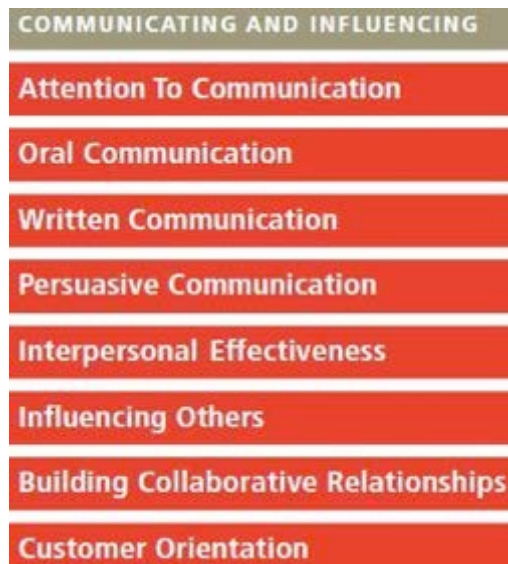 COMMUNICATING AND INFLUENCING
Attention To Communication
Oral Communication
Written Communication
Persuasive Communication
Interpersonal Effectiveness
Influencing Others
Building Collaborative Relationships
Customer Orientation